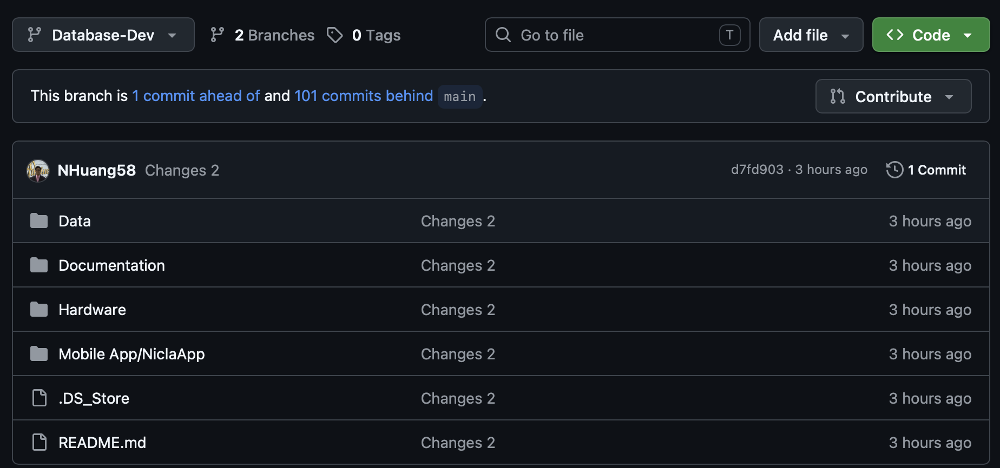 Database-Dev 2 Branches 0 Tags Go to file T Add file <> Code
This branch is 1 commit ahead of and 101 commits behind main .
Contribute
NHuang58 Changes 2 d7fd903 · 3 hours ago 1 Commit
Data Changes 2 3 hours ago
Documentation Changes 2 3 hours ago
Hardware Changes 2 3 hours ago
Mobile App/NiclaApp Changes 2 3 hours ago
.DS_Store Changes 2 3 hours ago
README.md Changes 2 3 hours ago